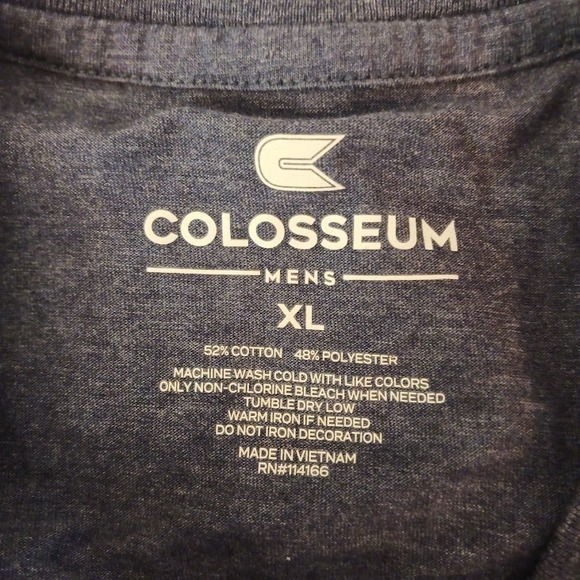 COLOSSEUM
MENS
XL
52% COTTON 48% POLYESTER
MACHINE WASH COLD WITH LIKE COLORS
ONLY NON-CHLORINE BLEACH WHEN NEEDED
TUMBLE DRY LOW
WARM IRON IF NEEDED
DO NOT IRON DECORATION
MADE IN VIETNAM
RN#114166